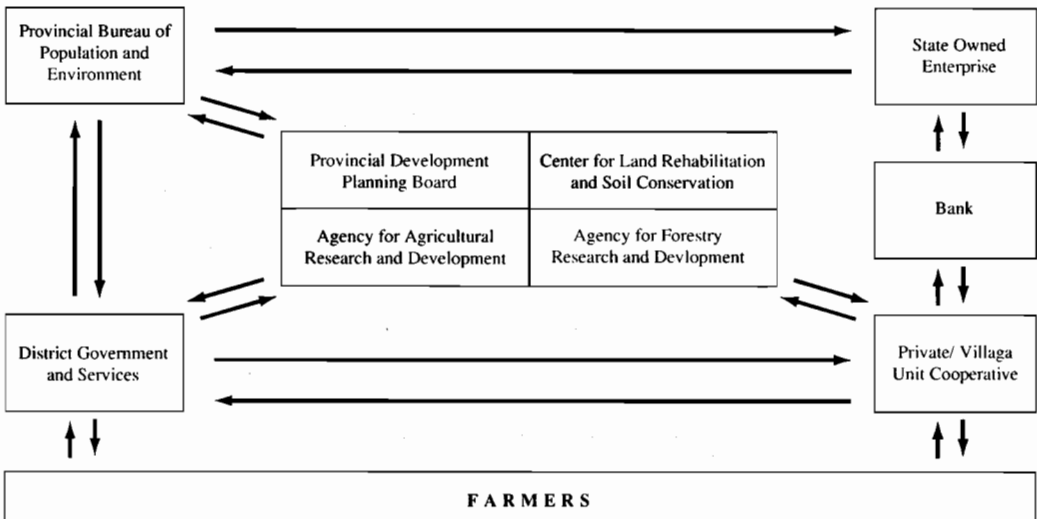 Provincial Bureau of
Population and
Environment
State Owned
Enterprise
Provincial Development
Planning Board
Center for Land Rehabilitation
and Soil Conservation
Bank
Agency for Agricultural
Research and Development
Agency for Forestry
Research and Devlopment
District Government
and Services
Private/ Villaga
Unit Cooperative
FARMERS